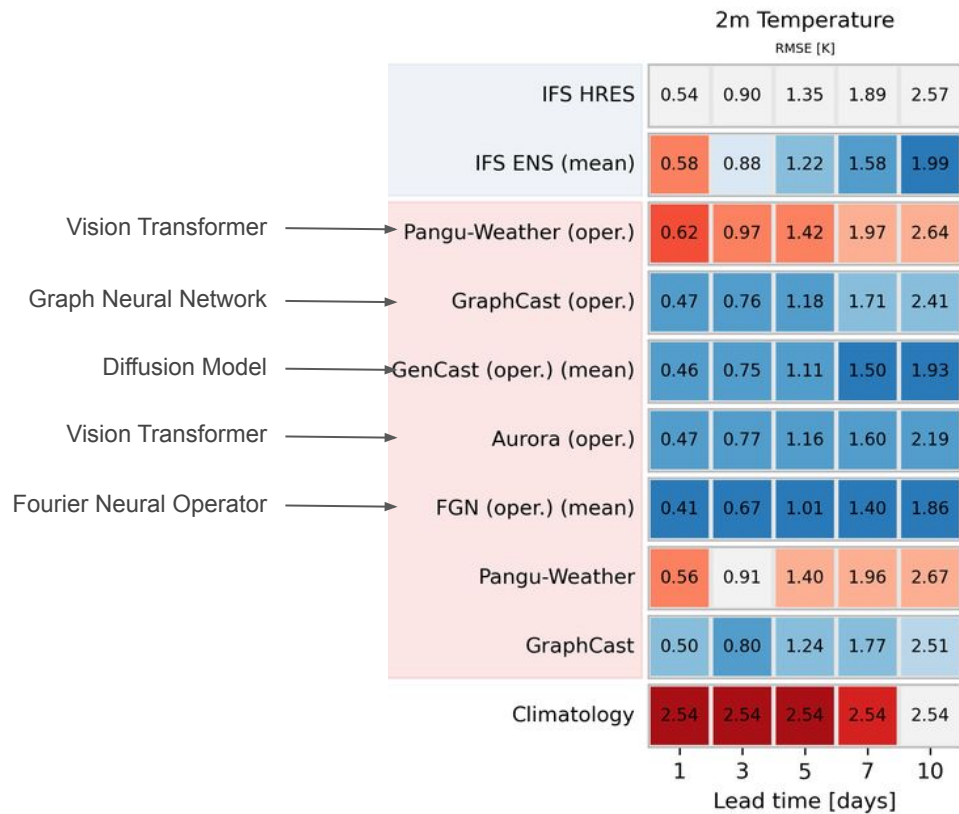 2m Temperature
RMSE [K]
IFS HRES 0.54 0.90 1.35 1.89 2.57
IFS ENS (mean) 0.58 0.88 1.22 1.58 1.99
Vision Transformer Pangu-Weather (oper.) 0.62 0.97 1.42 1.97 2.64
Graph Neural Network GraphCast (oper.) 0.47 0.76 1.18 1.71 2.41
Diffusion Model GenCast (oper.) (mean) 0.46 0.75 1.11 1.50 1.93
Vision Transformer Aurora (oper.) 0.47 0.77 1.16 1.60 2.19
Fourier Neural Operator FGN (oper.) (mean) 0.41 0.67 1.01 1.40 1.86
Pangu-Weather 0.56 0.91 1.40 1.96 2.67
GraphCast 0.50 0.80 1.24 1.77 2.51
Climatology 2.54 2.54 2.54 2.54 2.54
1 3 5 7 10
Lead time [days]